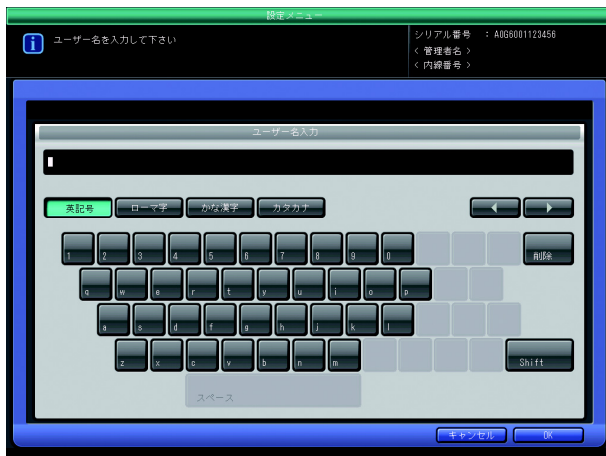 設定メニュー
ユーザー名を入力して下さい
シリアル番号 : A0G6001123456
< 管理者名 >
< 内線番号 >
ユーザー名入力
英記号 ローマ字 かな漢字 カタカナ
1 2 3 4 5 6 7 8 9 0 削除
q w e r t y u i o p
a s d f g h j k l
z x c v b n m Shift
スペース
キャンセル OK